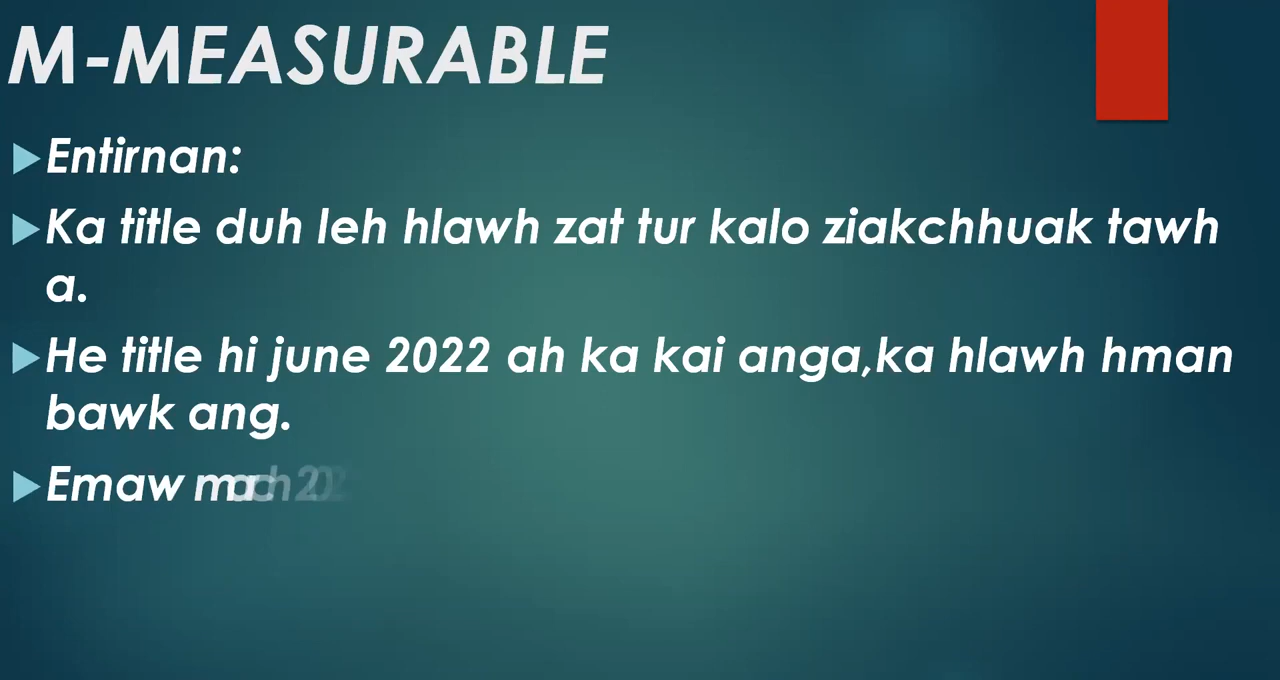 M-MEASURABLE
Entirnan:
Ka title duh leh hlawh zat tur kalo ziakchhuak tawh
a.
He title hi june 2022 ah ka kai anga,ka hlawh hman
bawk ang.
Emaw